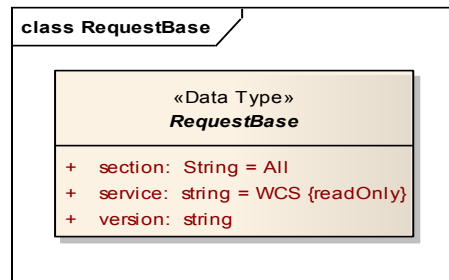 class RequestBase
«Data Type»
RequestBase
+ section: String = All
+ service: string = WCS {readOnly}
+ version: string